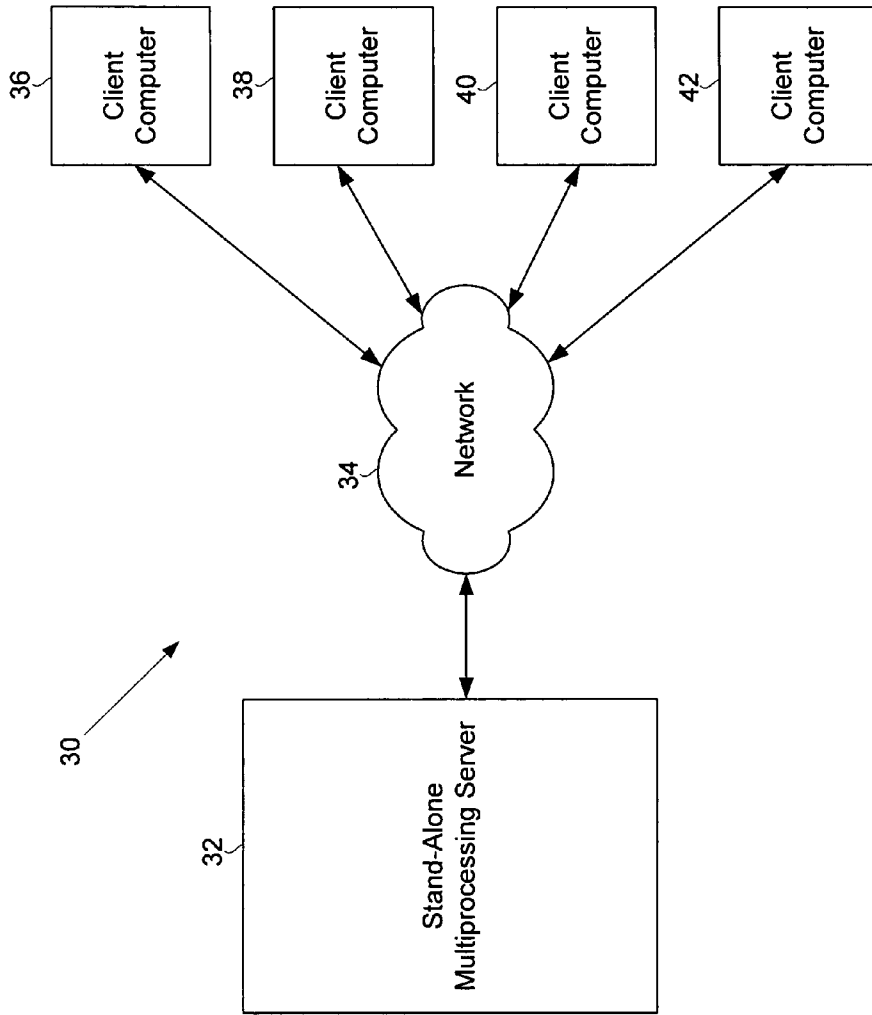 30
32
Stand-Alone
Multiprocessing Server
34
Network
36
Client
Computer
38
Client
Computer
40
Client
Computer
42
Client
Computer